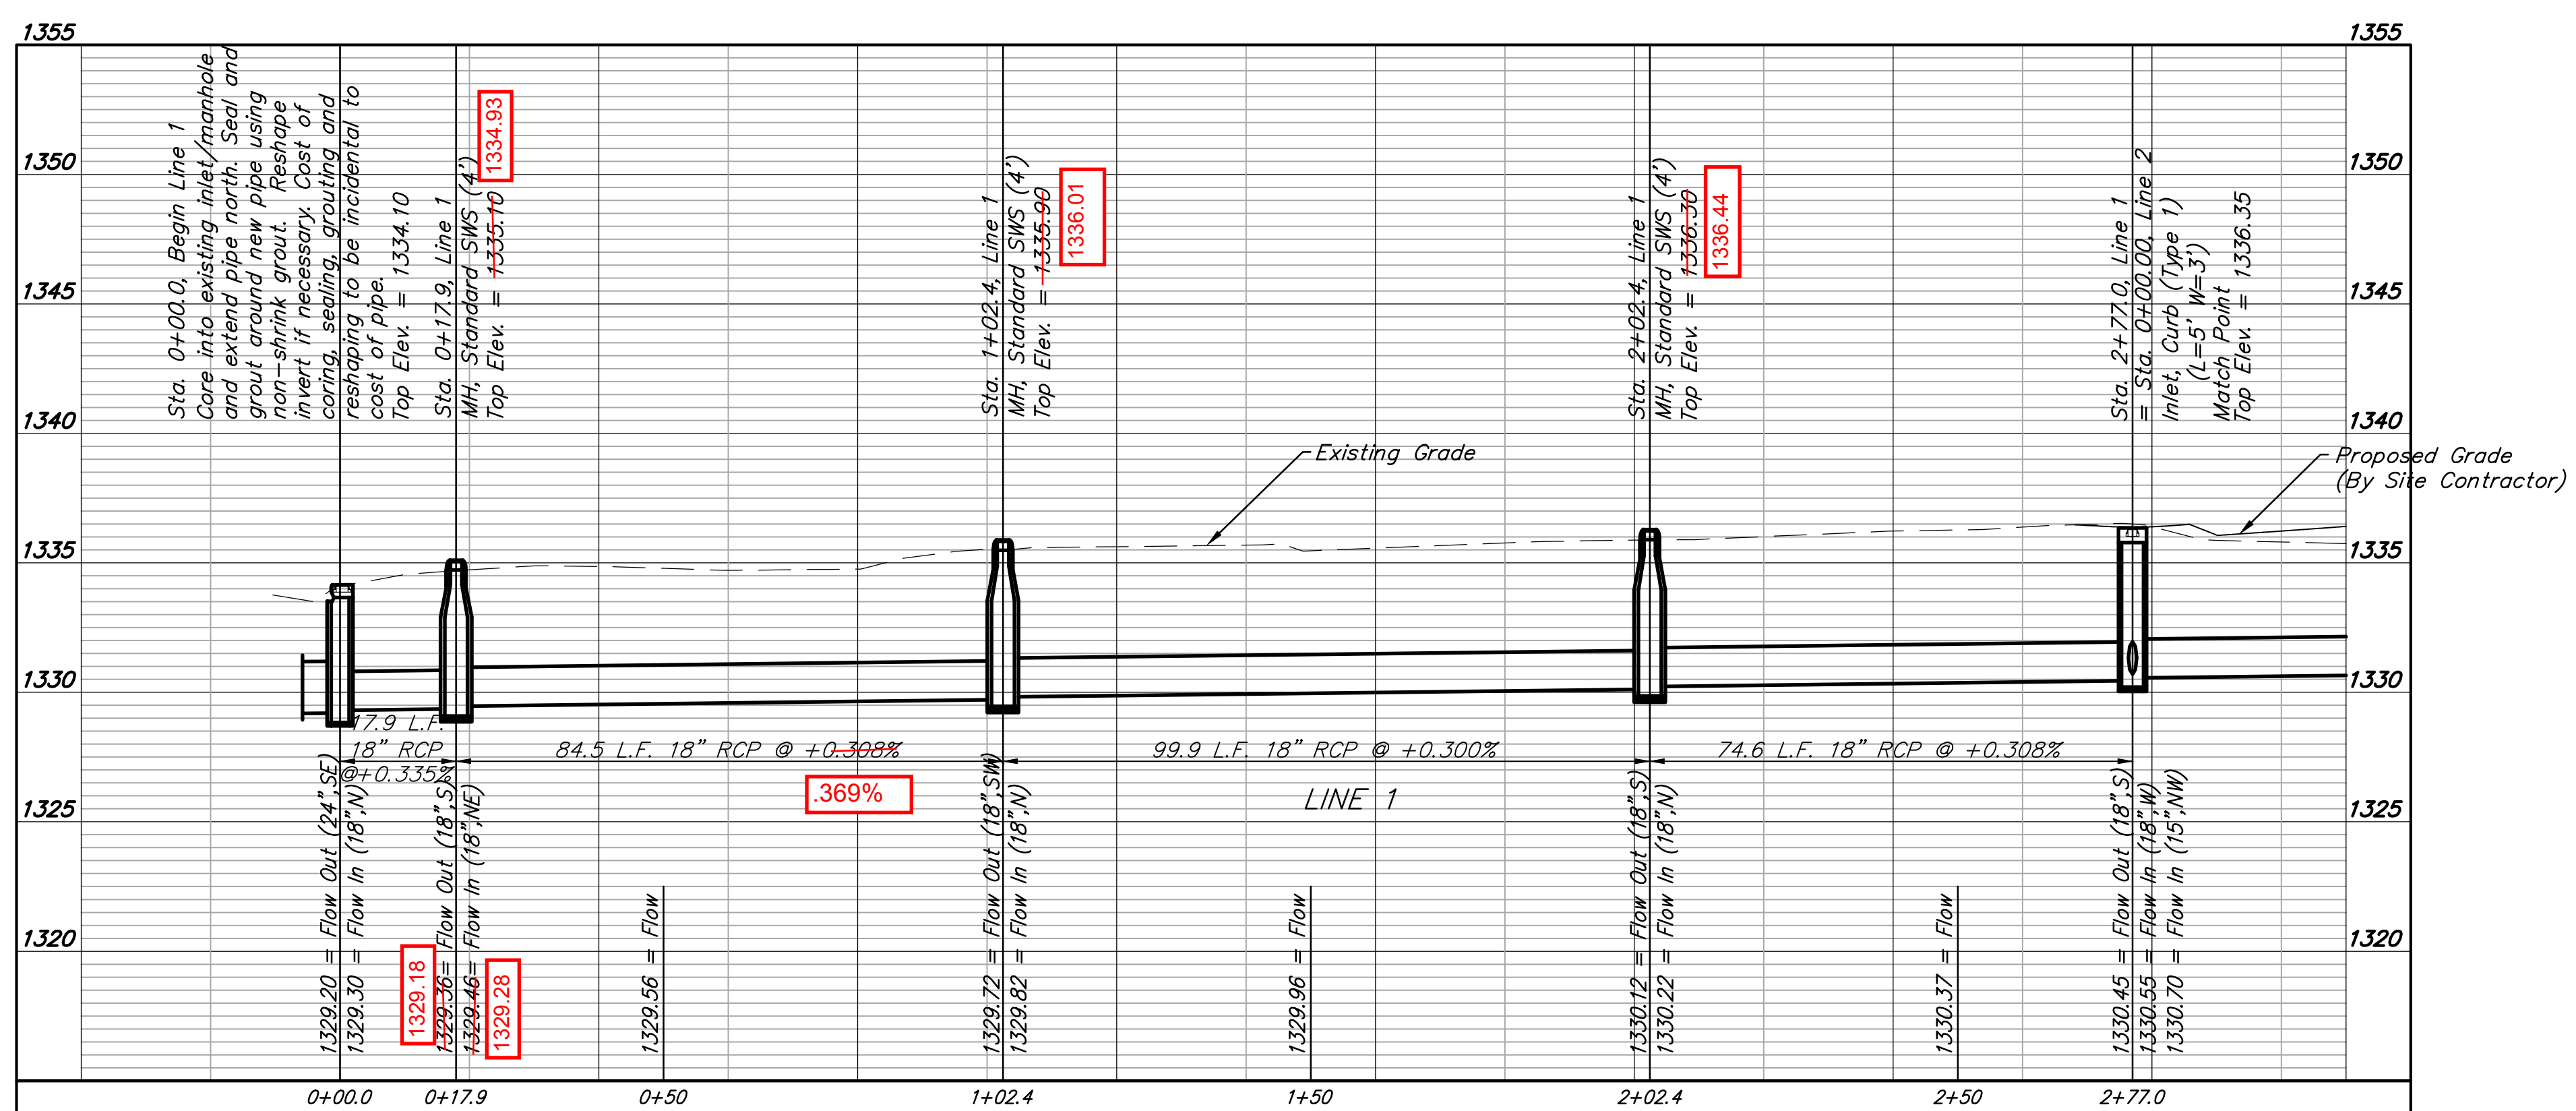 1355
1355
1350
1350
1345
1345
1340
1340
1335
1335
1330
1330
1325
1325
1320
1320
Sta. 0+00.0, Begin Line 1
Core into existing inlet/manhole
and extend pipe north. Seal and
grout around new pipe using
non-shrink grout. Reshape
invert if necessary. Cost of
coring, sealing, grouting and
reshaping to be incidental to
cost of pipe.
Top Elev. = 1334.10
Sta. 0+17.9, Line 1
MH, Standard SWS (4')
Top Elev. = 1335.10
1334.93
Sta. 1+02.4, Line 1
MH, Standard SWS (4')
Top Elev. = 1335.90
1336.01
Sta. 2+02.4, Line 1
MH, Standard SWS (4')
Top Elev. = 1336.30
1336.44
Sta. 2+77.0, Line 1
= Sta. 0+00.00, Line 2
Inlet, Curb (Type 1)
(L=5' W=3')
Match Point
Top Elev. = 1336.35
Existing Grade
Proposed Grade
(By Site Contractor)
17.9 L.F.
18" RCP
@+0.335%
84.5 L.F. 18" RCP @ +0.308%
.369%
99.9 L.F. 18" RCP @ +0.300%
74.6 L.F. 18" RCP @ +0.308%
LINE 1
1329.20 = Flow Out (24",SE)
1329.30 = Flow In (18",N)
1329.18
1329.36= Flow Out (18",S)
1329.46= Flow In (18",NE)
1329.28
1329.56 = Flow
1329.72 = Flow Out (18",SW)
1329.82 = Flow In (18",N)
1329.96 = Flow
1330.12 = Flow Out (18",S)
1330.22 = Flow In (18",N)
1330.37 = Flow
1330.45 = Flow Out (18",S)
1330.55 = Flow In (18",W)
1330.70 = Flow In (15",NW)
0+00.0
0+17.9
0+50
1+02.4
1+50
2+02.4
2+50
2+77.0